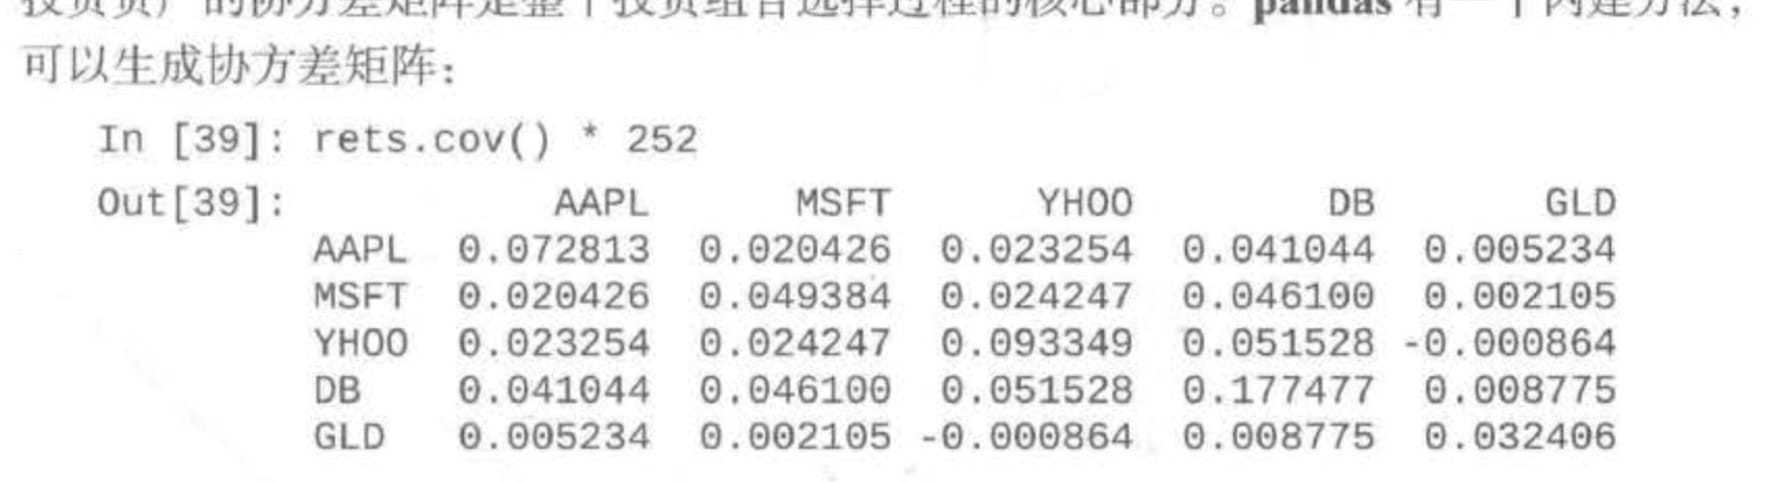 投资资产的协方差矩阵是整个投资组合选择过程的核心部分。pandas 有一个内建方法，
可以生成协方差矩阵：
In [39]: rets.cov() * 252
Out[39]:           AAPL      MSFT      YHOO        DB       GLD
AAPL  0.072813  0.020426  0.023254  0.041044  0.005234
MSFT  0.020426  0.049384  0.024247  0.046100  0.002105
YHOO  0.023254  0.024247  0.093349  0.051528 -0.000864
DB    0.041044  0.046100  0.051528  0.177477  0.008775
GLD   0.005234  0.002105 -0.000864  0.008775  0.032406